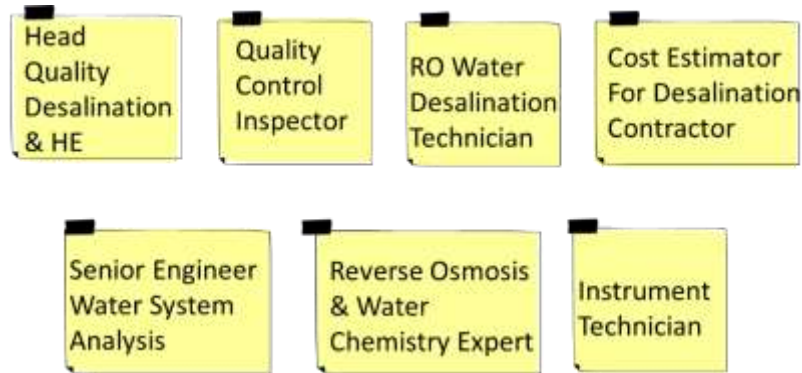 Head
Quality
Desalination
& HE
Quality
Control
Inspector
RO Water
Desalination
Technician
Cost Estimator
For Desalination
Contractor
Senior Engineer
Water System
Analysis
Reverse Osmosis
& Water
Chemistry Expert
Instrument
Technician